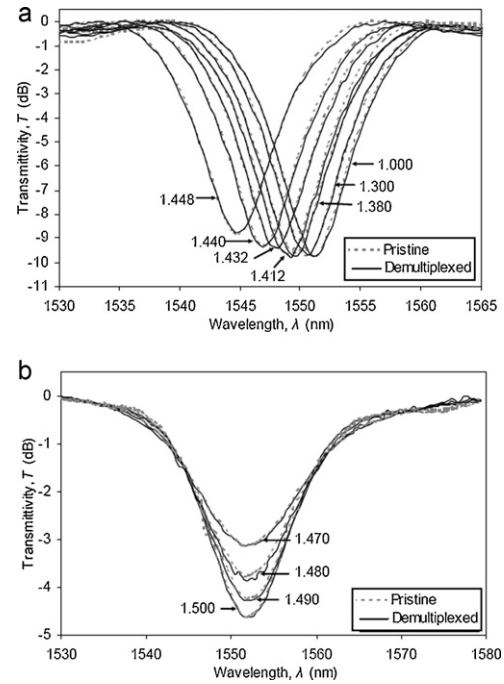 a
0
-1
-2
-3
-4
-5
-6
-7
-8
-9
-10
-11
Transmittivity, T (dB)
1.448
1.440
1.432
1.412
1.000
1.300
1.380
Pristine
Demultiplexed
1530 1535 1540 1545 1550 1555 1560 1565
Wavelength, λ (nm)
b
0
-1
-2
-3
-4
-5
Transmittivity, T (dB)
1.470
1.480
1.490
1.500
Pristine
Demultiplexed
1530 1540 1550 1560 1570 1580
Wavelength, λ (nm)